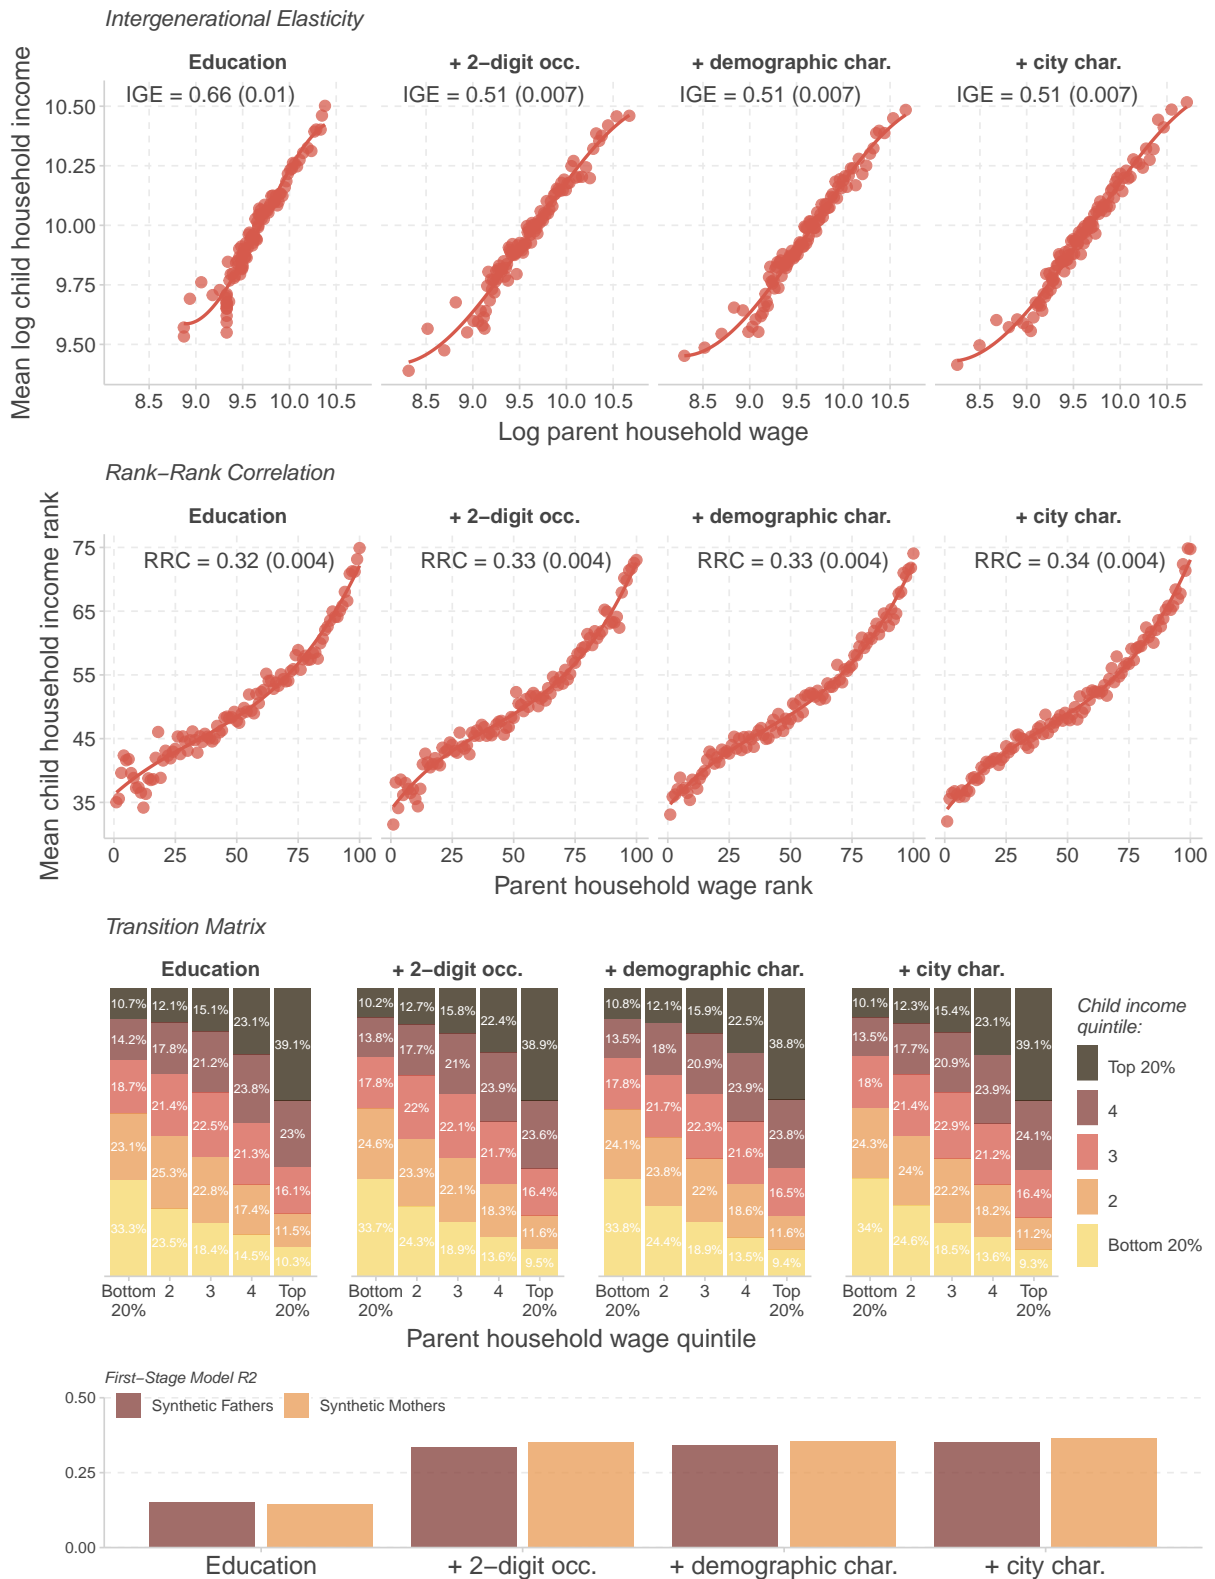 Intergenerational Elasticity
Education
+ 2−digit occ.
+ demographic char.
+ city char.
IGE = 0.66 (0.01)
IGE = 0.51 (0.007)
IGE = 0.51 (0.007)
IGE = 0.51 (0.007)
Mean log child household income
10.50
10.25
10.00
9.75
9.50
8.5 9.0 9.5 10.0 10.5
8.5 9.0 9.5 10.0 10.5
8.5 9.0 9.5 10.0 10.5
8.5 9.0 9.5 10.0 10.5
Log parent household wage
Rank−Rank Correlation
Education
+ 2−digit occ.
+ demographic char.
+ city char.
RRC = 0.32 (0.004)
RRC = 0.33 (0.004)
RRC = 0.33 (0.004)
RRC = 0.34 (0.004)
Mean child household income rank
75
65
55
45
35
0 25 50 75 100
0 25 50 75 100
0 25 50 75 100
0 25 50 75 100
Parent household wage rank
Transition Matrix
Education
10.7% 12.1% 15.1% 23.1% 39.1%
14.2% 17.8% 21.2% 23.8% 23%
18.7% 21.4% 22.5% 21.3% 16.1%
23.1% 25.3% 22.8% 17.4% 11.5%
33.3% 23.5% 18.4% 14.5% 10.3%
Bottom 20% 2 3 4 Top 20%
+ 2−digit occ.
10.2% 12.7% 15.8% 22.4% 38.9%
13.8% 17.7% 21% 23.9% 23.6%
17.8% 22% 22.1% 21.7% 16.4%
24.6% 23.3% 22.1% 18.3% 11.6%
33.7% 24.3% 18.9% 13.6% 9.5%
Bottom 20% 2 3 4 Top 20%
+ demographic char.
10.8% 12.1% 15.9% 22.5% 38.8%
13.5% 18% 20.9% 23.9% 23.8%
17.8% 21.7% 22.3% 21.6% 16.5%
24.1% 23.8% 22% 18.6% 11.6%
33.8% 24.4% 18.9% 13.5% 9.4%
Bottom 20% 2 3 4 Top 20%
+ city char.
10.1% 12.3% 15.4% 23.1% 39.1%
13.5% 17.7% 20.9% 23.9% 24.1%
18% 21.4% 22.9% 21.2% 16.4%
24.3% 24% 22.2% 18.2% 11.2%
34% 24.6% 18.5% 13.6% 9.3%
Bottom 20% 2 3 4 Top 20%
Child income
quintile:
Top 20%
4
3
2
Bottom 20%
Parent household wage quintile
First−Stage Model R2
Synthetic Fathers
Synthetic Mothers
0.50
0.25
0.00
Education
+ 2−digit occ.
+ demographic char.
+ city char.